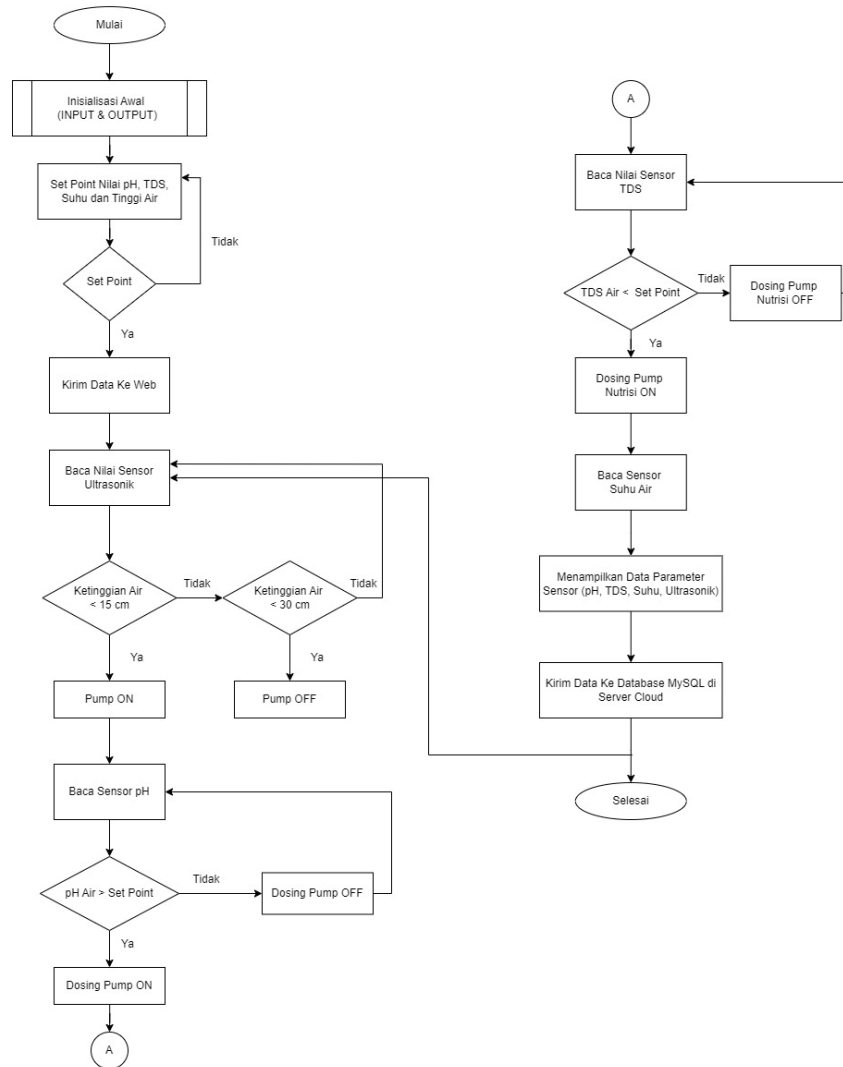 Mulai
Inisialisasi Awal
(INPUT & OUTPUT)
Set Point Nilai pH, TDS,
Suhu dan Tinggi Air
Tidak
Set Point
Ya
Kirim Data Ke Web
Baca Nilai Sensor
Ultrasonik
Ketinggian Air
< 15 cm
Tidak
Ketinggian Air
< 30 cm
Tidak
Ya
Ya
Pump ON
Pump OFF
Baca Sensor pH
pH Air > Set Point
Tidak
Dosing Pump OFF
Ya
Dosing Pump ON
A
A
Baca Nilai Sensor
TDS
TDS Air < Set Point
Tidak
Dosing Pump
Nutrisi OFF
Ya
Dosing Pump
Nutrisi ON
Baca Sensor
Suhu Air
Menampilkan Data Parameter
Sensor (pH, TDS, Suhu, Ultrasonik)
Kirim Data Ke Database MySQL di
Server Cloud
Selesai